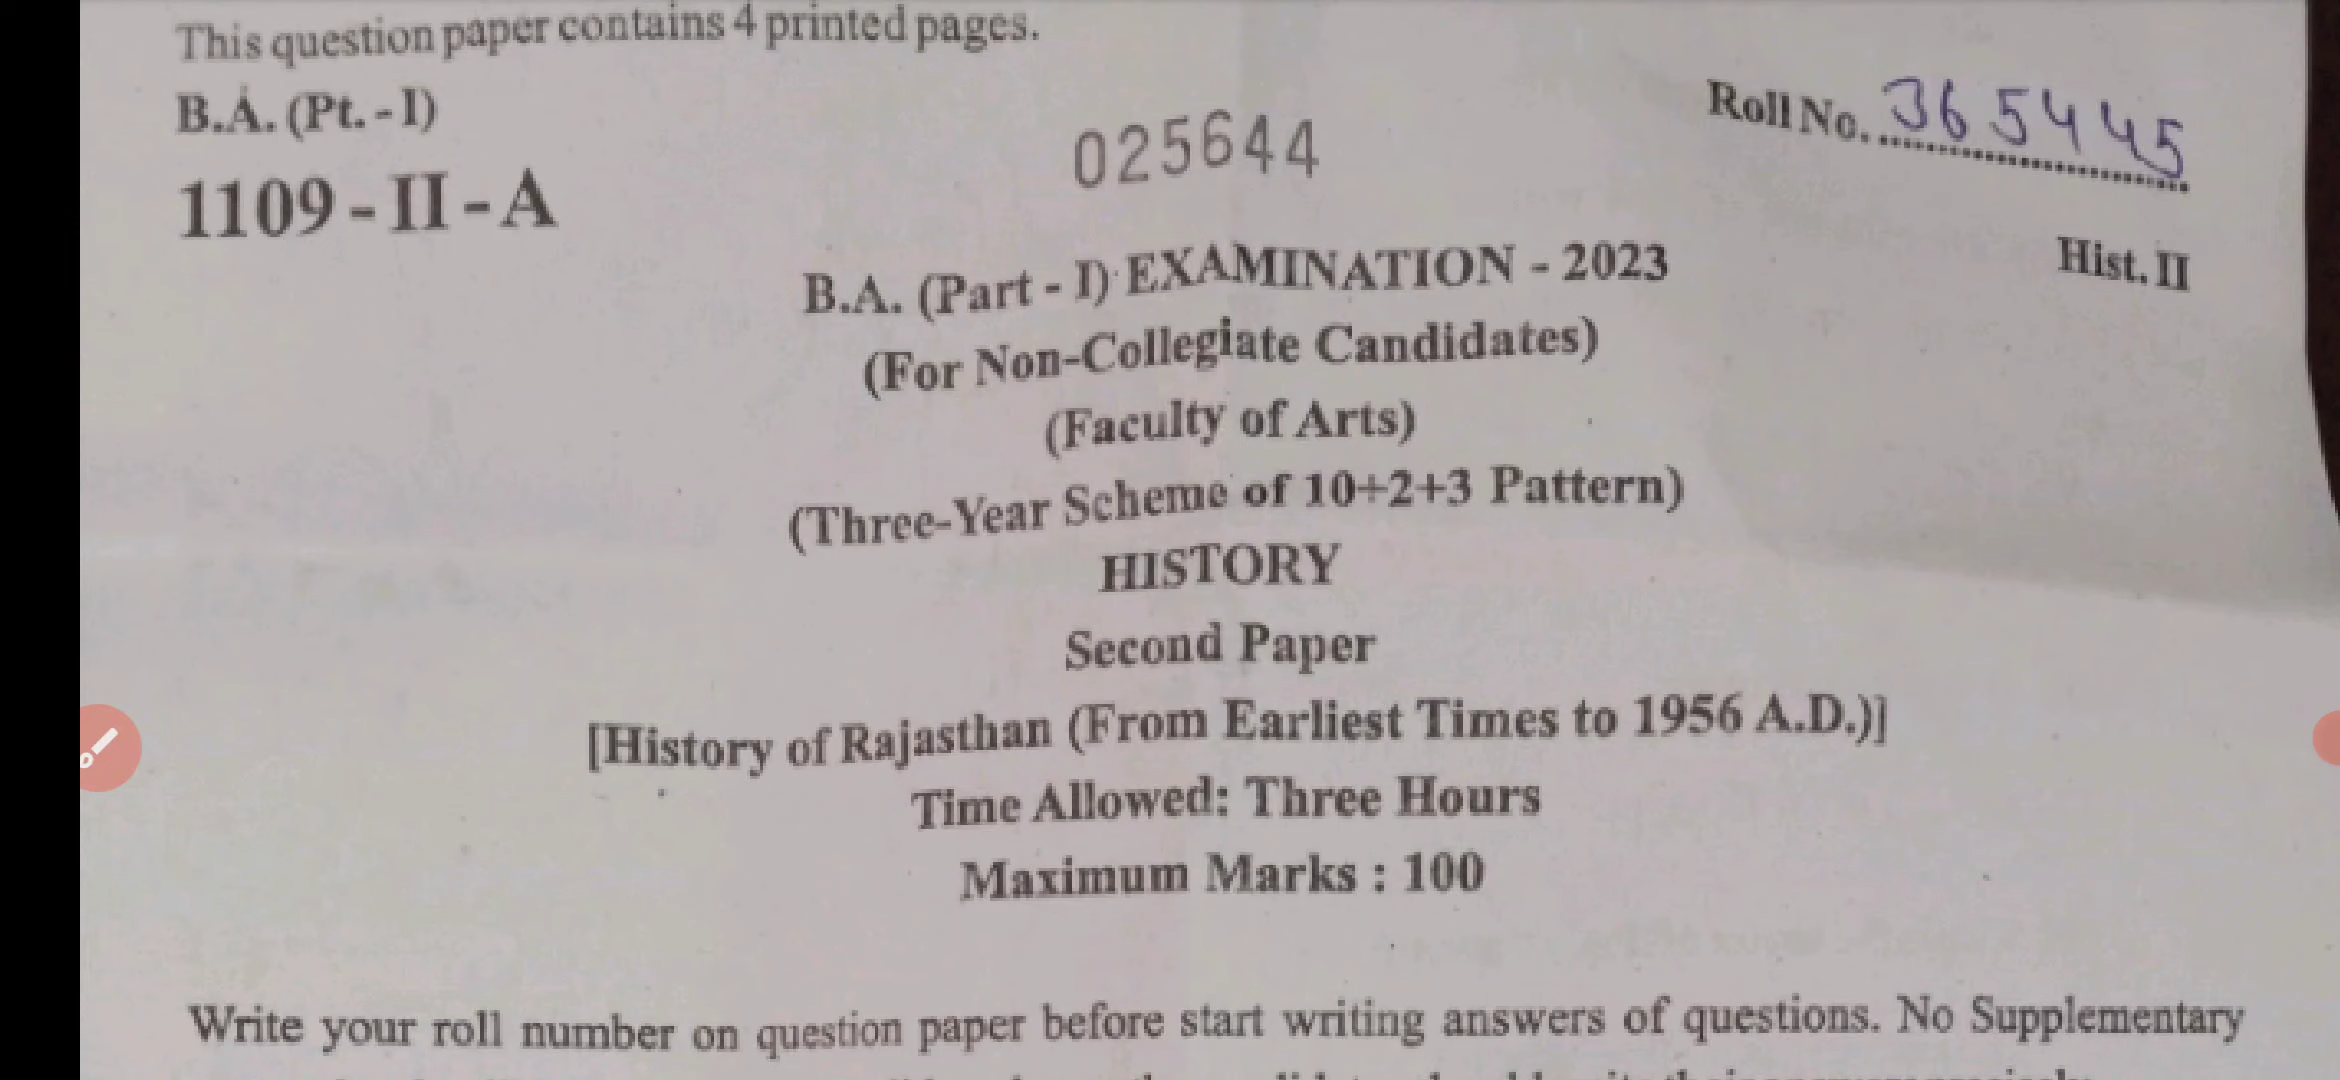 This question paper contains 4 printed pages.
B.A. (Pt. - I)
Roll No. 365445
025644
1109 - II - A
Hist. II
B.A. (Part - I) EXAMINATION - 2023
(For Non-Collegiate Candidates)
(Faculty of Arts)
(Three-Year Scheme of 10+2+3 Pattern)
HISTORY
Second Paper
[History of Rajasthan (From Earliest Times to 1956 A.D.)]
Time Allowed: Three Hours
Maximum Marks : 100
Write your roll number on question paper before start writing answers of questions. No Supplementary